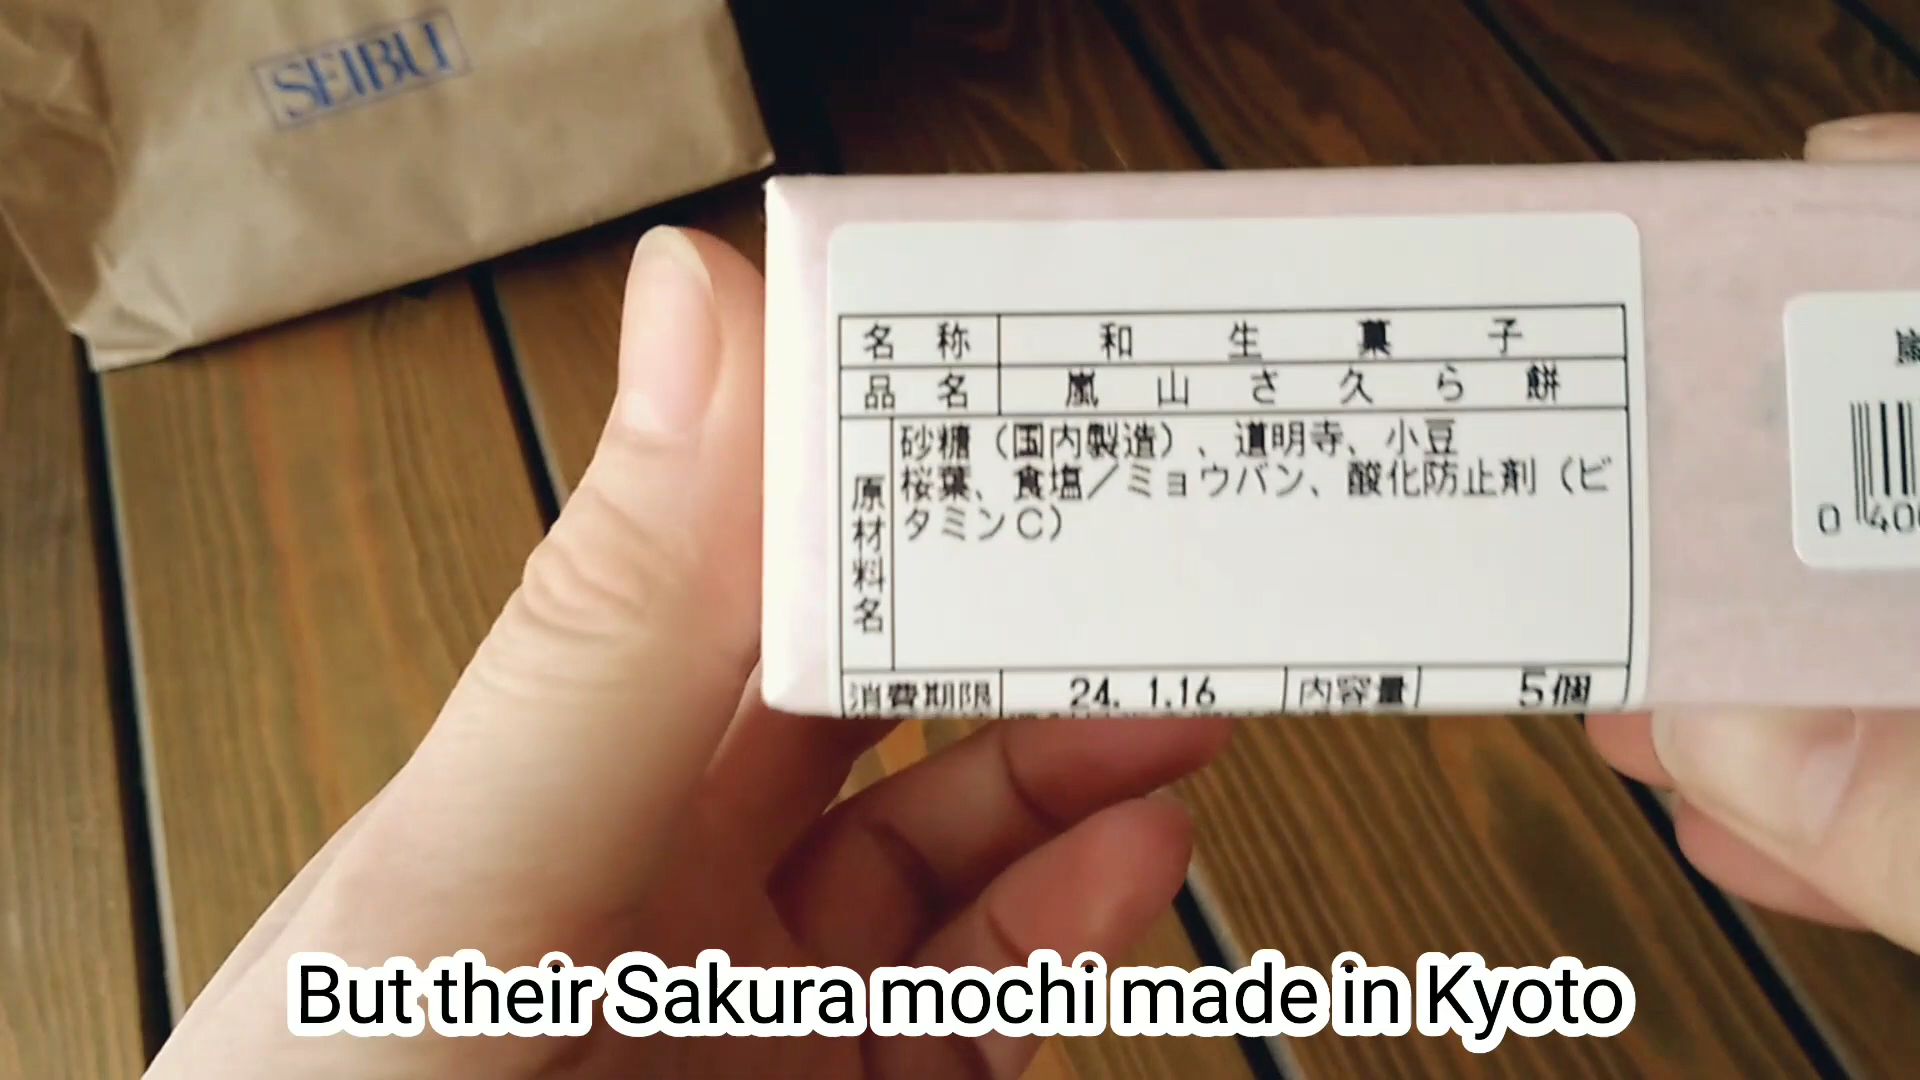 SEIBU
名称 和生菓子
品名 嵐山さ久ら餅
原材料名
砂糖（国内製造）、道明寺、小豆
桜葉、食塩／ミョウバン、酸化防止剤（ビ
タミンC）
消費期限 24. 1.16 内容量 5個
0 400
But their Sakura mochi made in Kyoto